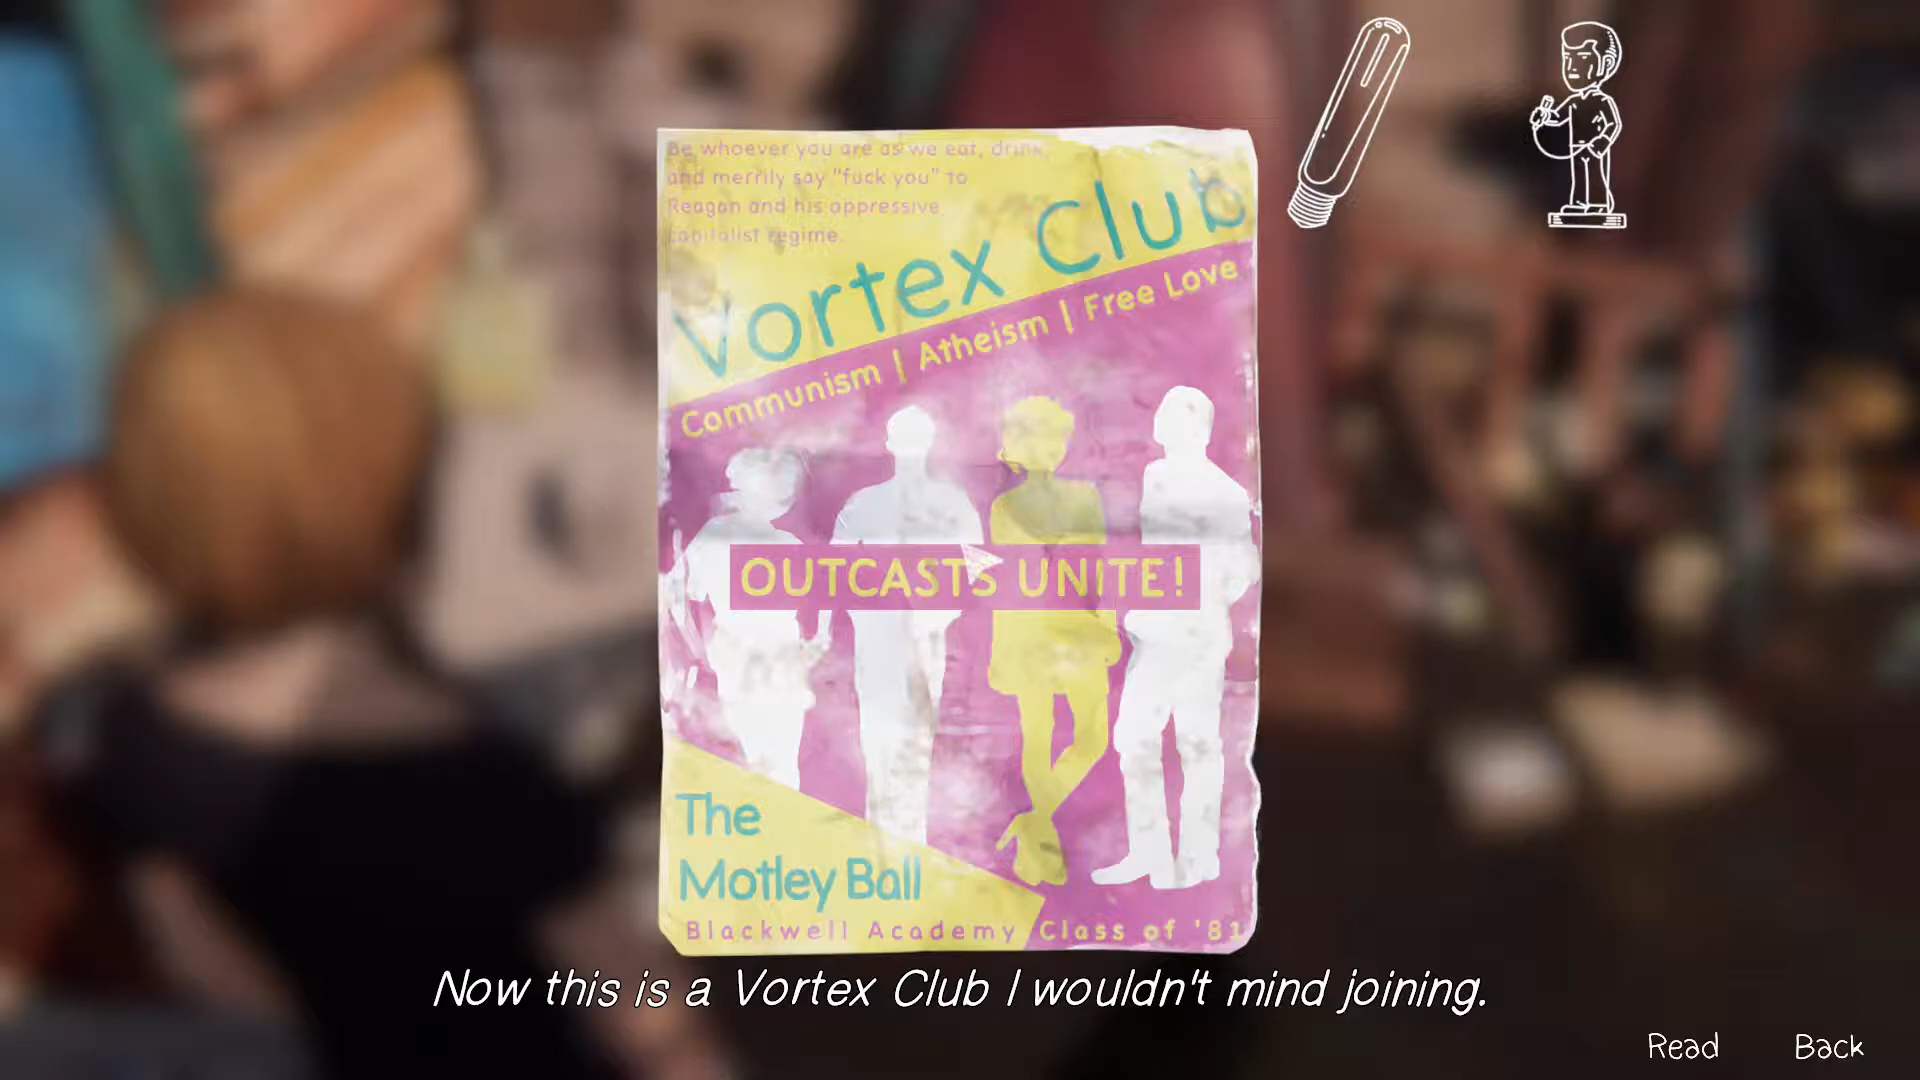 Be whoever you are as we eat, drink,
and merrily say "fuck you" to
Reagan and his oppressive
capitalist regime.
Vortex Club
Communism | Atheism | Free Love
OUTCASTS UNITE!
The
Motley Ball
Blackwell Academy Class of '81
Now this is a Vortex Club I wouldn't mind joining.
Read Back